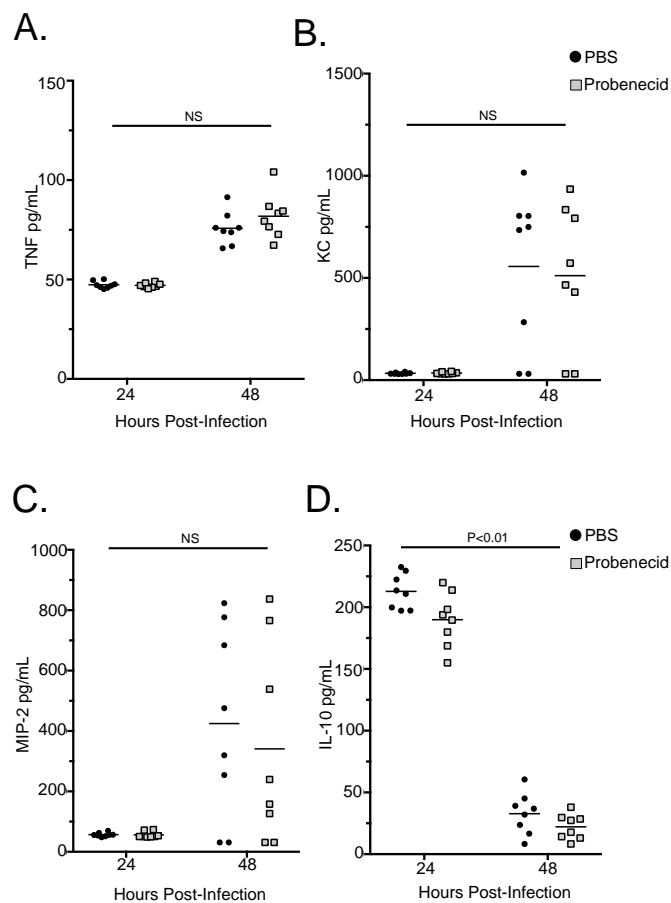 A.
B.
PBS
Probenecid
150
100
50
0
TNF pg/mL
NS
24
48
Hours Post-Infection
1500
1000
500
0
KC pg/mL
NS
24
48
Hours Post-Infection
C.
D.
PBS
Probenecid
1000
800
600
400
200
0
MIP-2 pg/mL
NS
24
48
Hours Post-Infection
250
200
150
100
50
0
IL-10 pg/mL
P<0.01
24
48
Hours Post-Infection